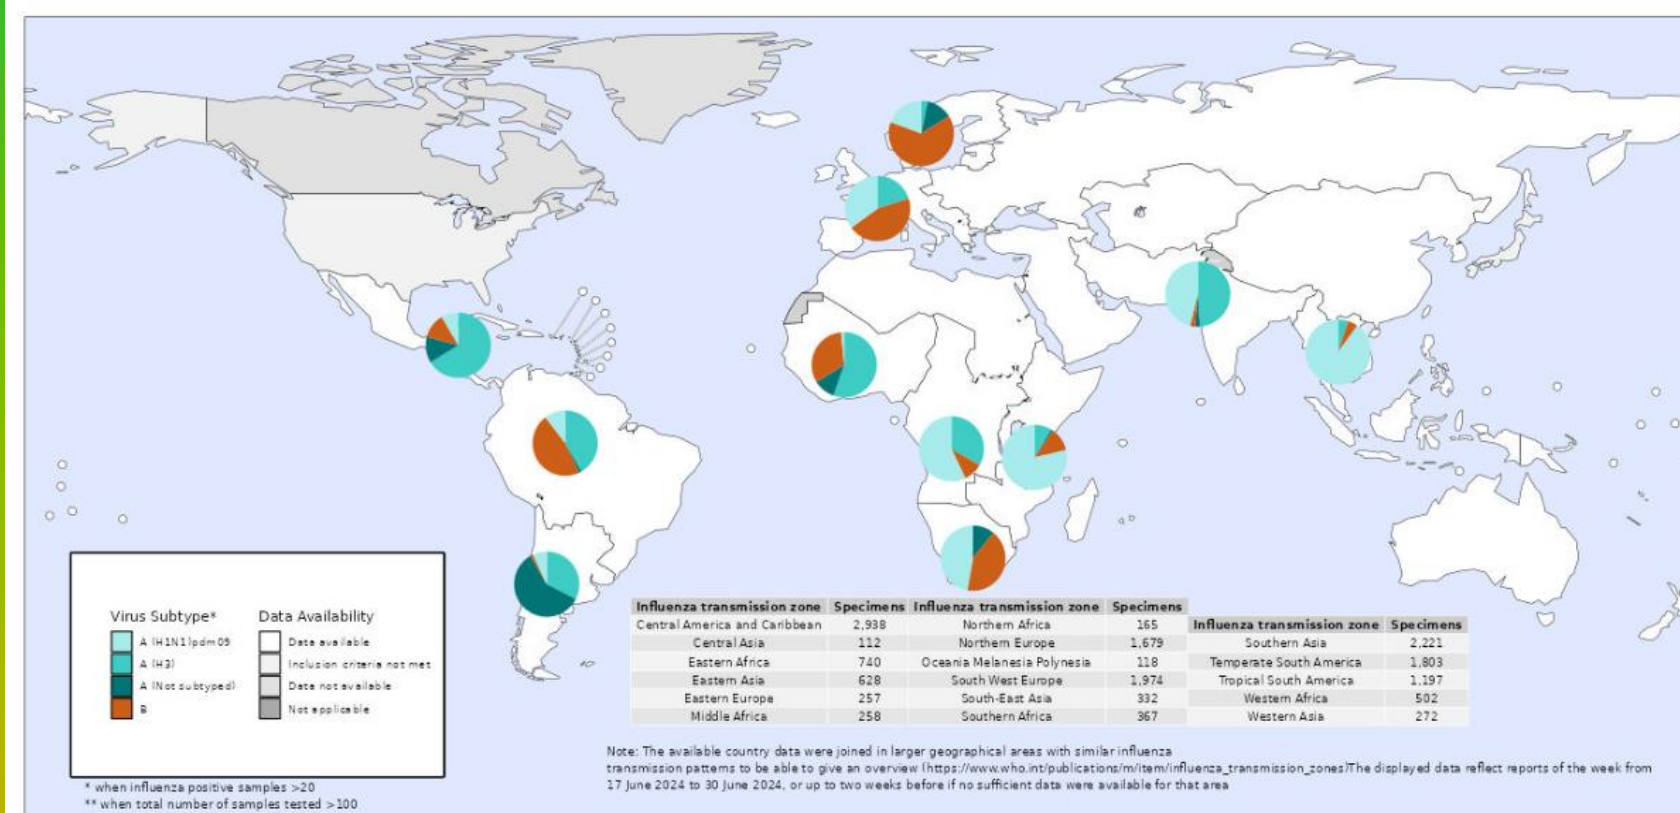 Virus Subtype*
Data Availability
A (H1N1)pdm09
Data available
A (H3)
Inclusion criteria not met
A (Not subtyped)
Data not available
B
Not applicable
* when influenza positive samples >20
** when total number of samples tested >100
Influenza transmission zone Specimens Influenza transmission zone Specimens
Central America and Caribbean 2,938 Northern Africa 165 Influenza transmission zone Specimens
Central Asia 112 Northern Europe 1,679 Southern Asia 2,221
Eastern Africa 740 Oceania Melanesia Polynesia 118 Temperate South America 1,803
Eastern Asia 628 South West Europe 1,974 Tropical South America 1,197
Eastern Europe 257 South-East Asia 332 Western Africa 502
Middle Africa 258 Southern Africa 367 Western Asia 272
Note: The available country data were joined in larger geographical areas with similar influenza
transmission patterns to be able to give an overview (https://www.who.int/publications/m/item/influenza_transmission_zones)The displayed data reflect reports of the week from
17 June 2024 to 30 June 2024, or up to two weeks before if no sufficient data were available for that area